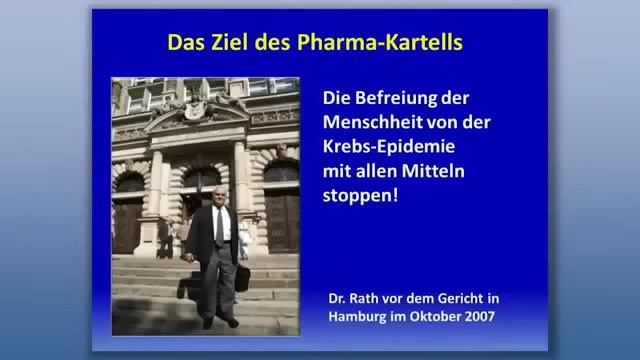 Das Ziel des Pharma-Kartells
Die Befreiung der
Menschheit von der
Krebs-Epidemie
mit allen Mitteln
stoppen!
Dr. Rath vor dem Gericht in
Hamburg im Oktober 2007